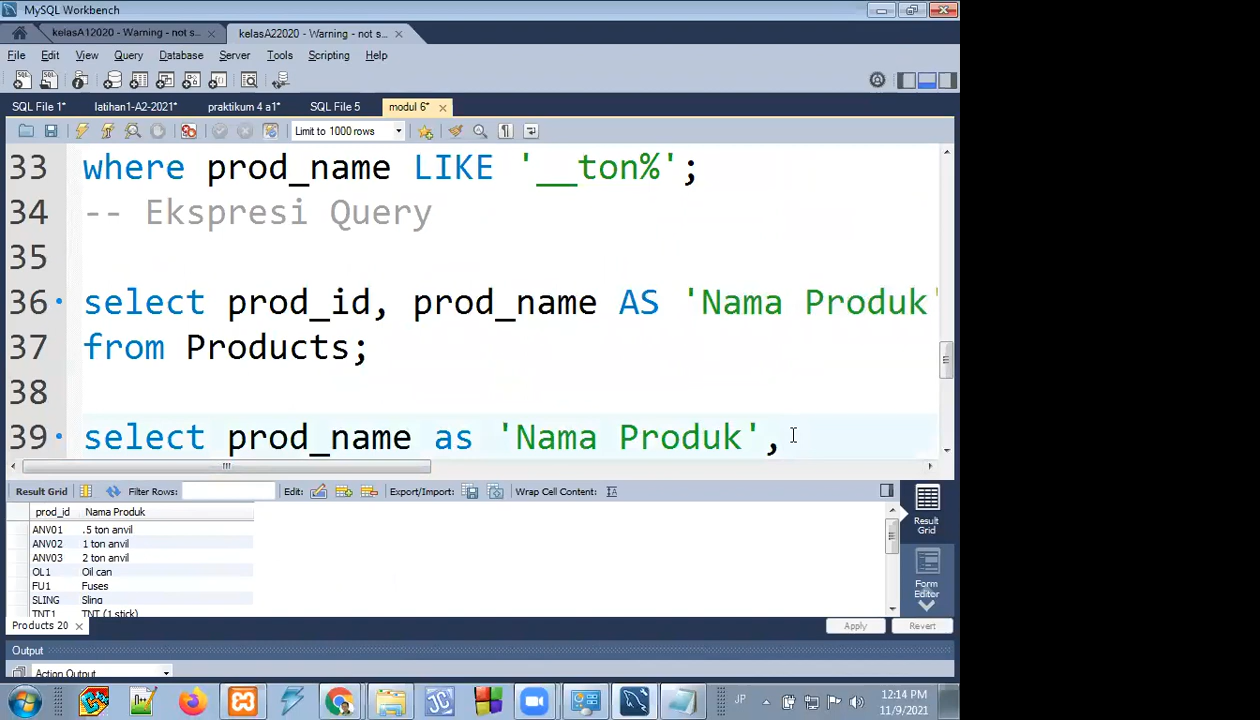 MySQL Workbench
kelasA12020 - Warning - not s...
kelasA22020 - Warning - not s...
File Edit View Query Database Server Tools Scripting Help
SQL File 1* latihan1-A2-2021* praktikum 4 a1* SQL File 5 modul 6*
Limit to 1000 rows
33 where prod_name LIKE '__ton%';
34 -- Ekspresi Query
35
36 select prod_id, prod_name AS 'Nama Produk'
37 from Products;
38
39 select prod_name as 'Nama Produk',
Result Grid Filter Rows: Edit: Export/Import: Wrap Cell Content:
prod_id Nama Produk
ANV01 .5 ton anvil
ANV02 1 ton anvil
ANV03 2 ton anvil
OL1 Oil can
FU1 Fuses
SLING Sling
TNT1 TNT (1 stick)
Result
Grid
Form
Editor
Products 20 Apply Revert
Output
Action Output
JP 12:14 PM
11/9/2021